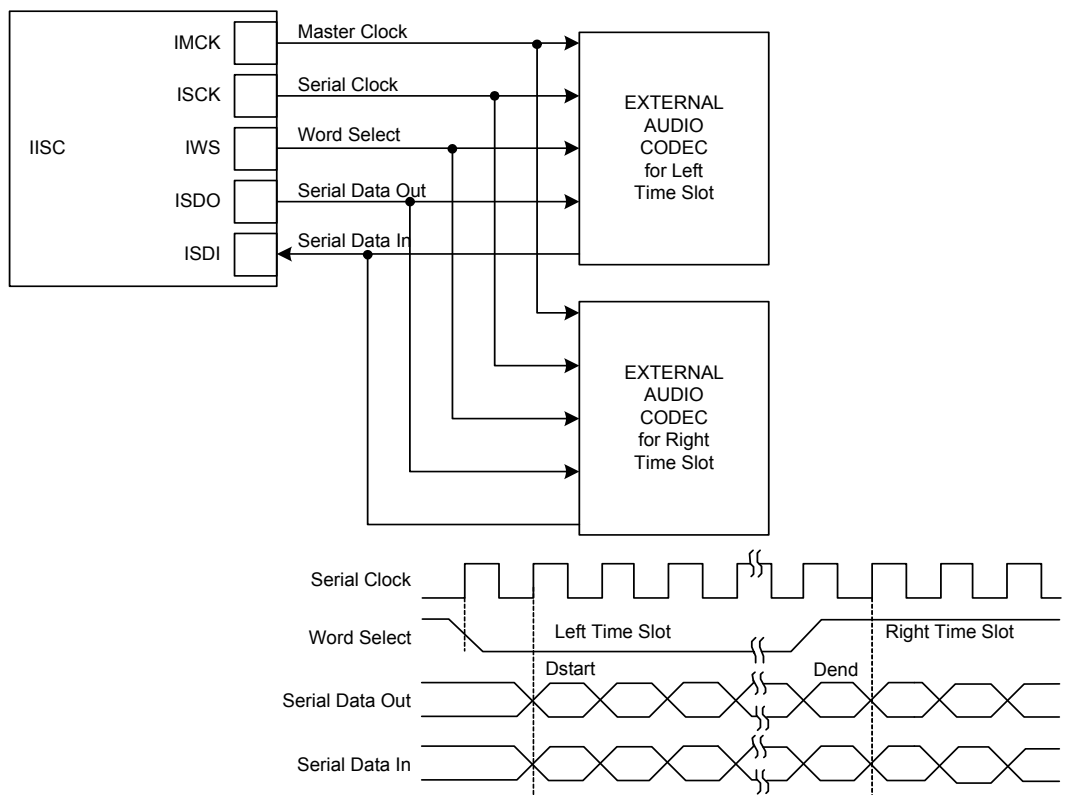 IMCK
Master Clock
ISCK
Serial Clock
IISC
IWS
Word Select
ISDO
Serial Data Out
ISDI
Serial Data In
EXTERNAL
AUDIO
CODEC
for Left
Time Slot
EXTERNAL
AUDIO
CODEC
for Right
Time Slot
Serial Clock
Word Select
Left Time Slot
Right Time Slot
Dstart
Dend
Serial Data Out
Serial Data In